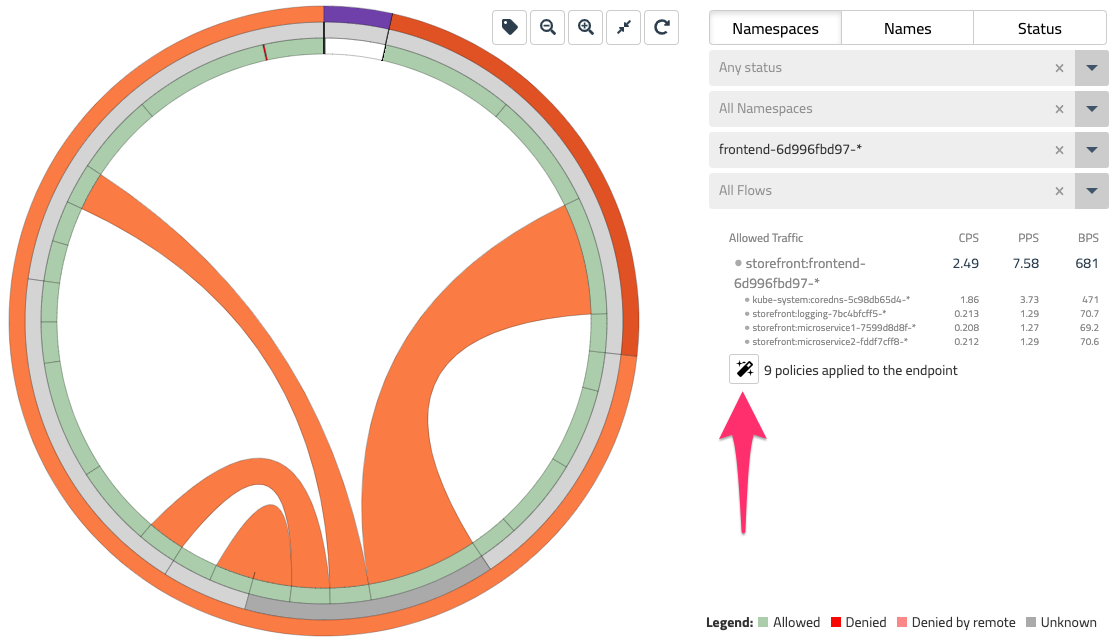 Namespaces Names Status
Any status ×
All Namespaces ×
frontend-6d996fbd97-* ×
All Flows ×
Allowed Traffic CPS PPS BPS
storefront:frontend- 2.49 7.58 681
6d996fbd97-*
kube-system:coredns-5c98db65d4-* 1.86 3.73 471
storefront:logging-7bc4bfcff5-* 0.213 1.29 70.7
storefront:microservice1-7599d8d8f-* 0.208 1.27 69.2
storefront:microservice2-fddf7cff8-* 0.212 1.29 70.6
9 policies applied to the endpoint
Legend: Allowed Denied Denied by remote Unknown